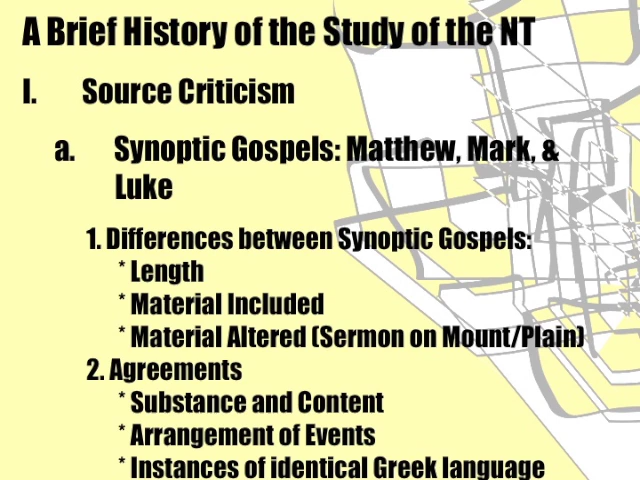 A Brief History of the Study of the NT
I. Source Criticism
a. Synoptic Gospels: Matthew, Mark, &
Luke
1. Differences between Synoptic Gospels:
* Length
* Material Included
* Material Altered (Sermon on Mount/Plain)
2. Agreements
* Substance and Content
* Arrangement of Events
* Instances of identical Greek language